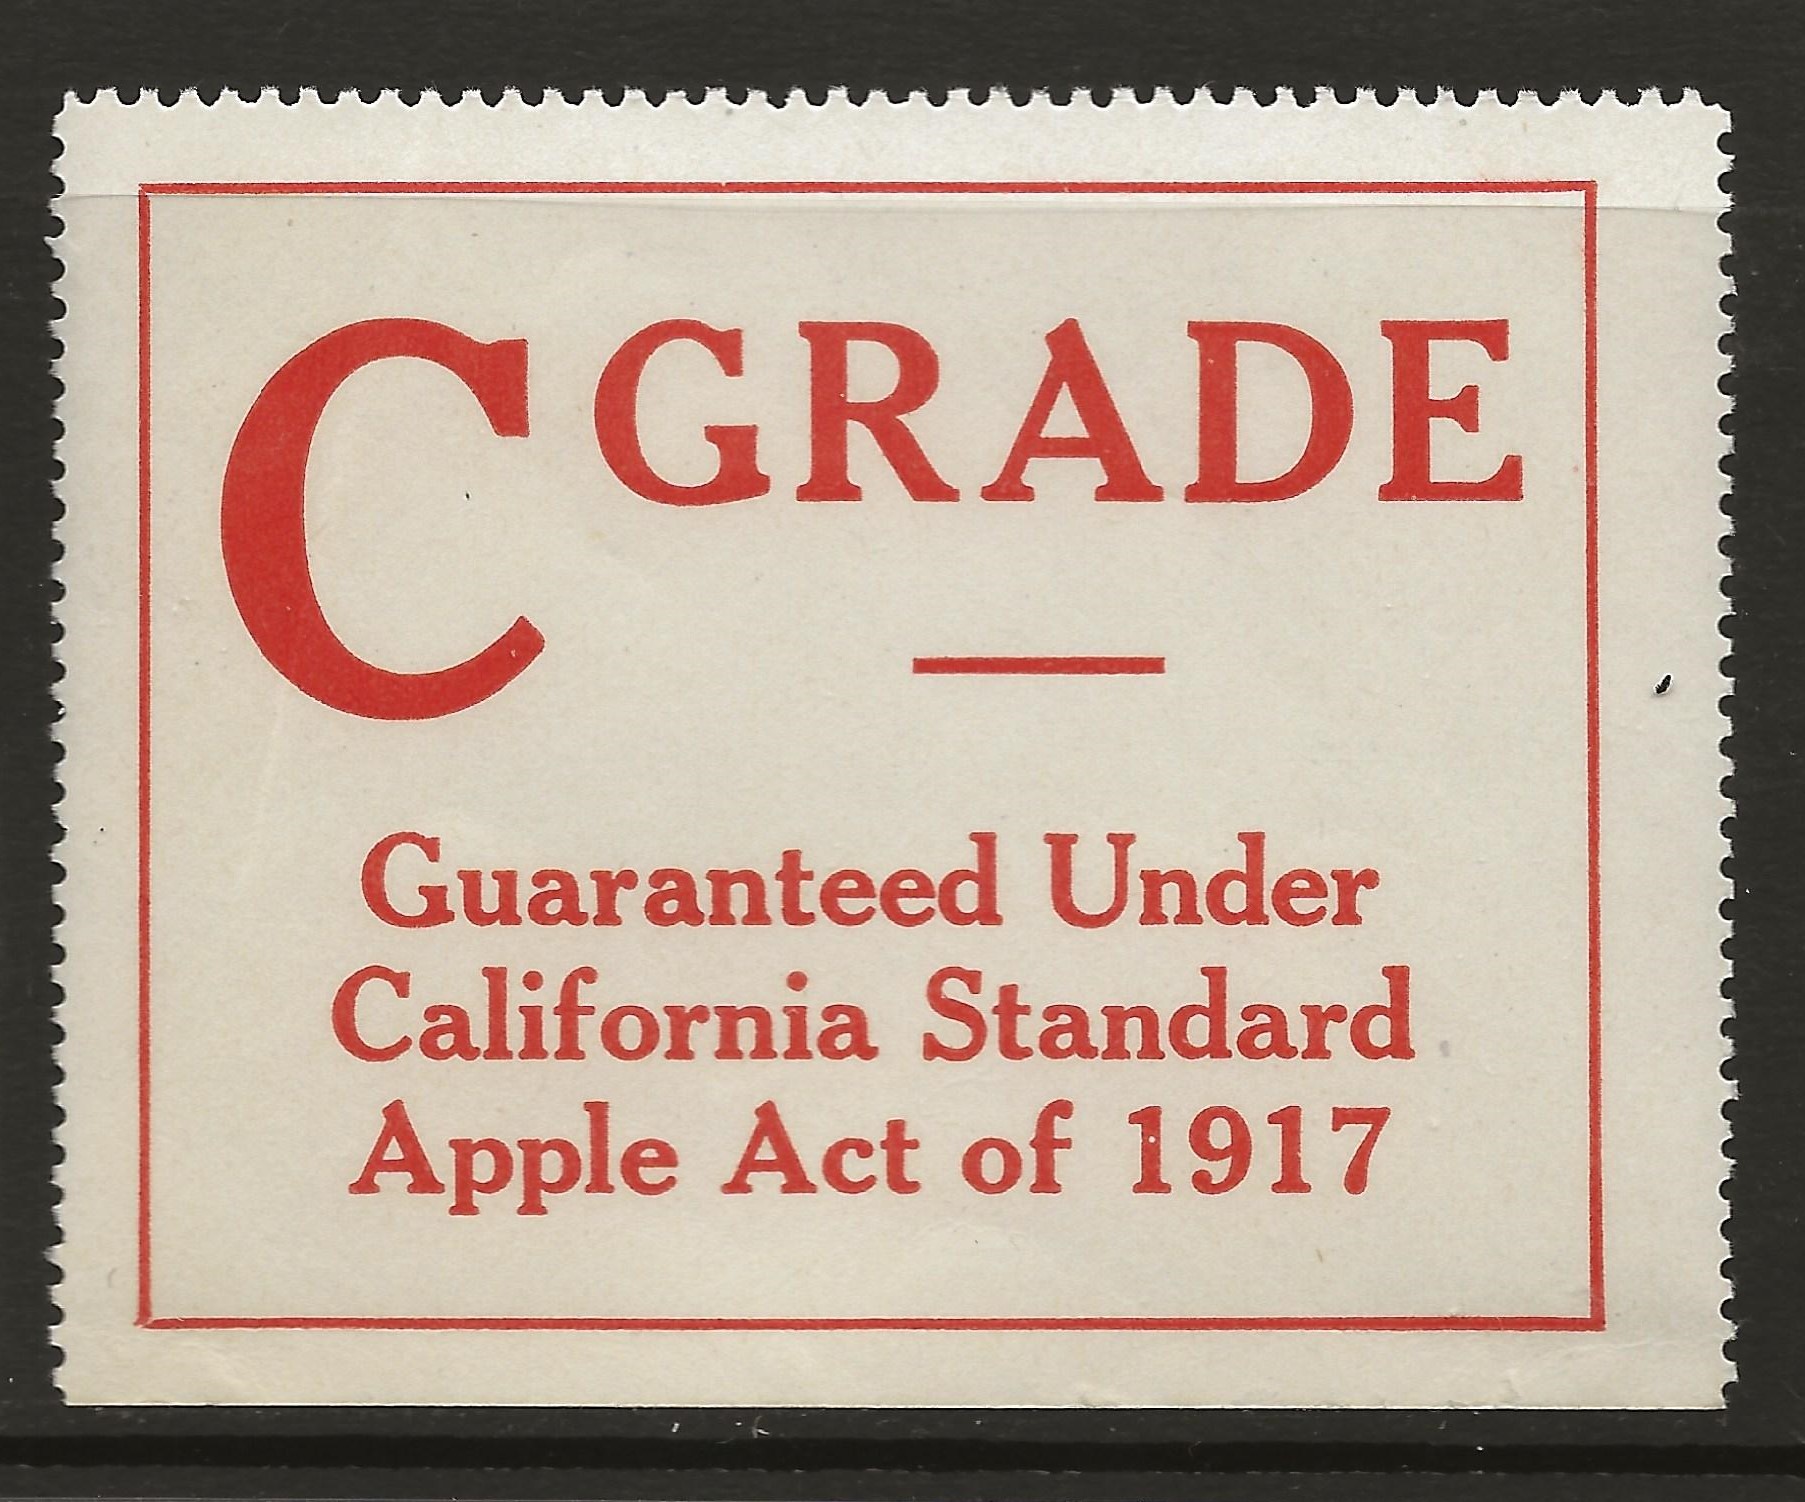 C GRADE
Guaranteed Under
California Standard
Apple Act of 1917